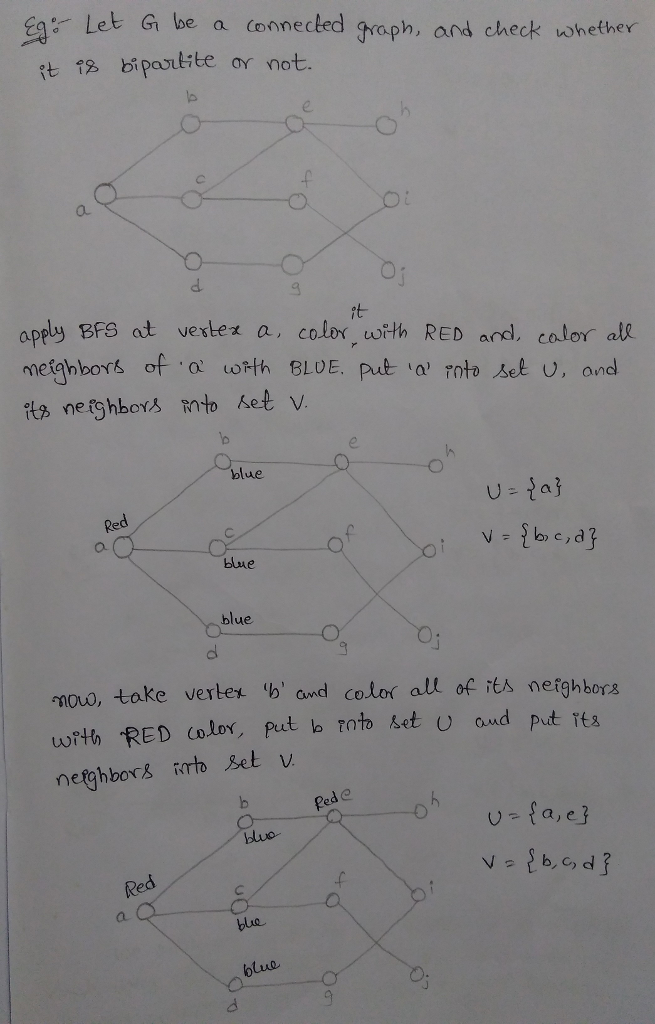 Eg:- Let G be a connected graph, and check whether
it is bipartite or not.
b e h
c f
a i
d g j
it
apply BFS at vertex a, color with RED and, color all
neighbors of 'a' with BLUE. put 'a' into set U, and
its neighbors into set V.
b e h
blue
U = {a}
Red
a c f i V = {b, c, d}
blue
blue
d g j
now, take vertex 'b' and color all of its neighbors
with RED color, put b into set U and put its
neighbors into set V.
b Red e h U = {a, e}
blue
V = {b, c, d}
Red c f i
a
blue
blue
d g j